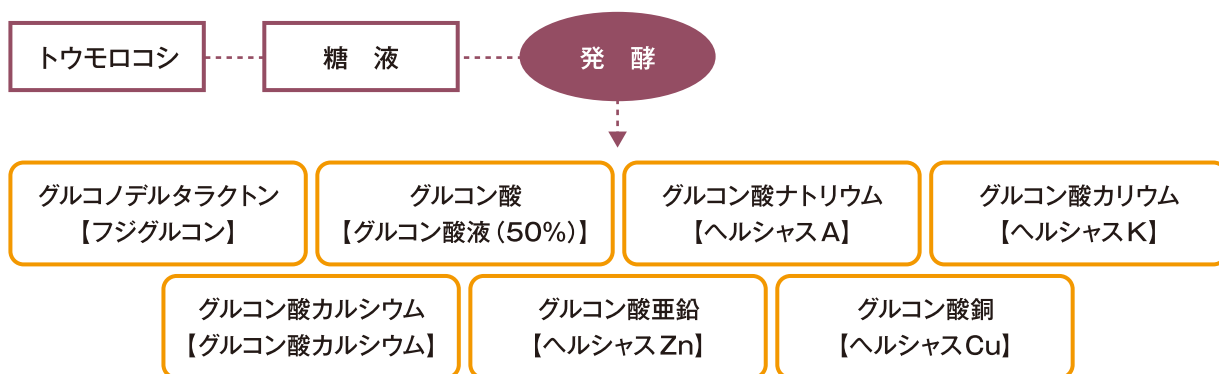 トウモロコシ
糖　液
発　酵
グルコノデルタラクトン
【フジグルコン】
グルコン酸
【グルコン酸液（50%）】
グルコン酸ナトリウム
【ヘルシャスA】
グルコン酸カリウム
【ヘルシャスK】
グルコン酸カルシウム
【グルコン酸カルシウム】
グルコン酸亜鉛
【ヘルシャスZn】
グルコン酸銅
【ヘルシャスCu】